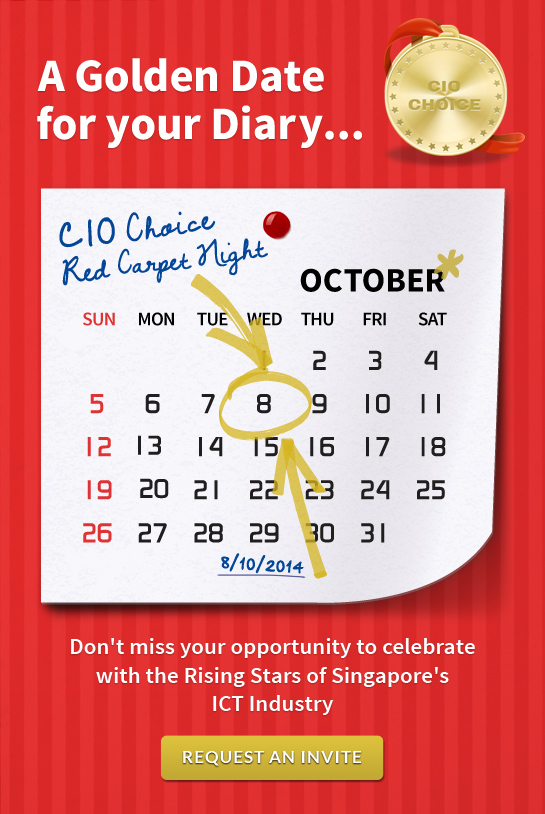 A Golden Date
for your Diary...
CIO
CHOICE
CIO Choice
Red Carpet Night
OCTOBER
SUN MON TUE WED THU FRI SAT
1 2 3 4
5 6 7 8 9 10 11
12 13 14 15 16 17 18
19 20 21 22 23 24 25
26 27 28 29 30 31
8/10/2014
Don't miss your opportunity to celebrate
with the Rising Stars of Singapore's
ICT Industry
REQUEST AN INVITE